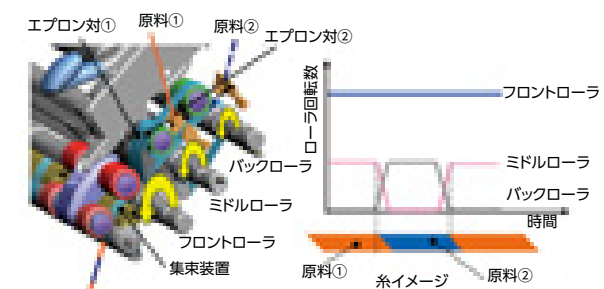 エプロン対①
原料①
原料②
エプロン対②
バックローラ
ミドルローラ
フロントローラ
集束装置
ローラ回転数
フロントローラ
ミドルローラ
バックローラ
時間
原料①
糸イメージ
原料②